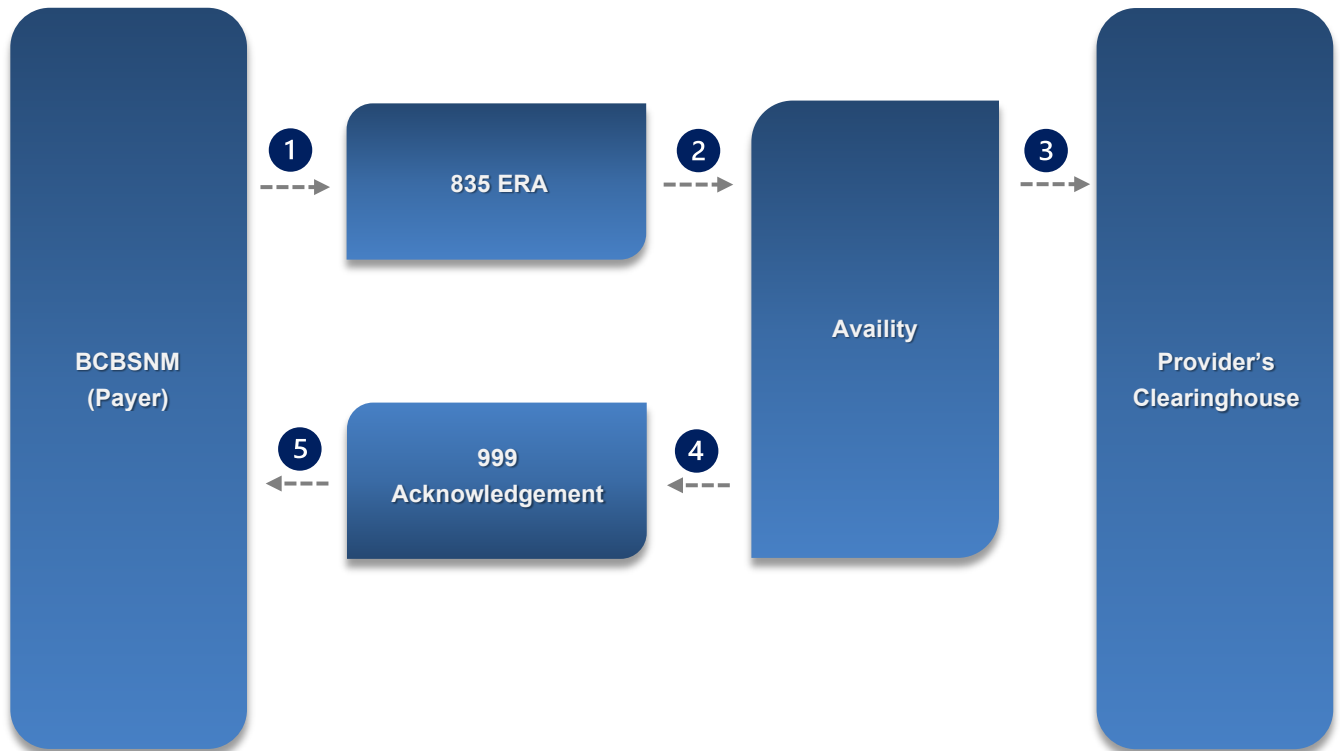 1
835 ERA
2
3
BCBSNM
(Payer)
Availity
Provider’s
Clearinghouse
5
999
Acknowledgement
4